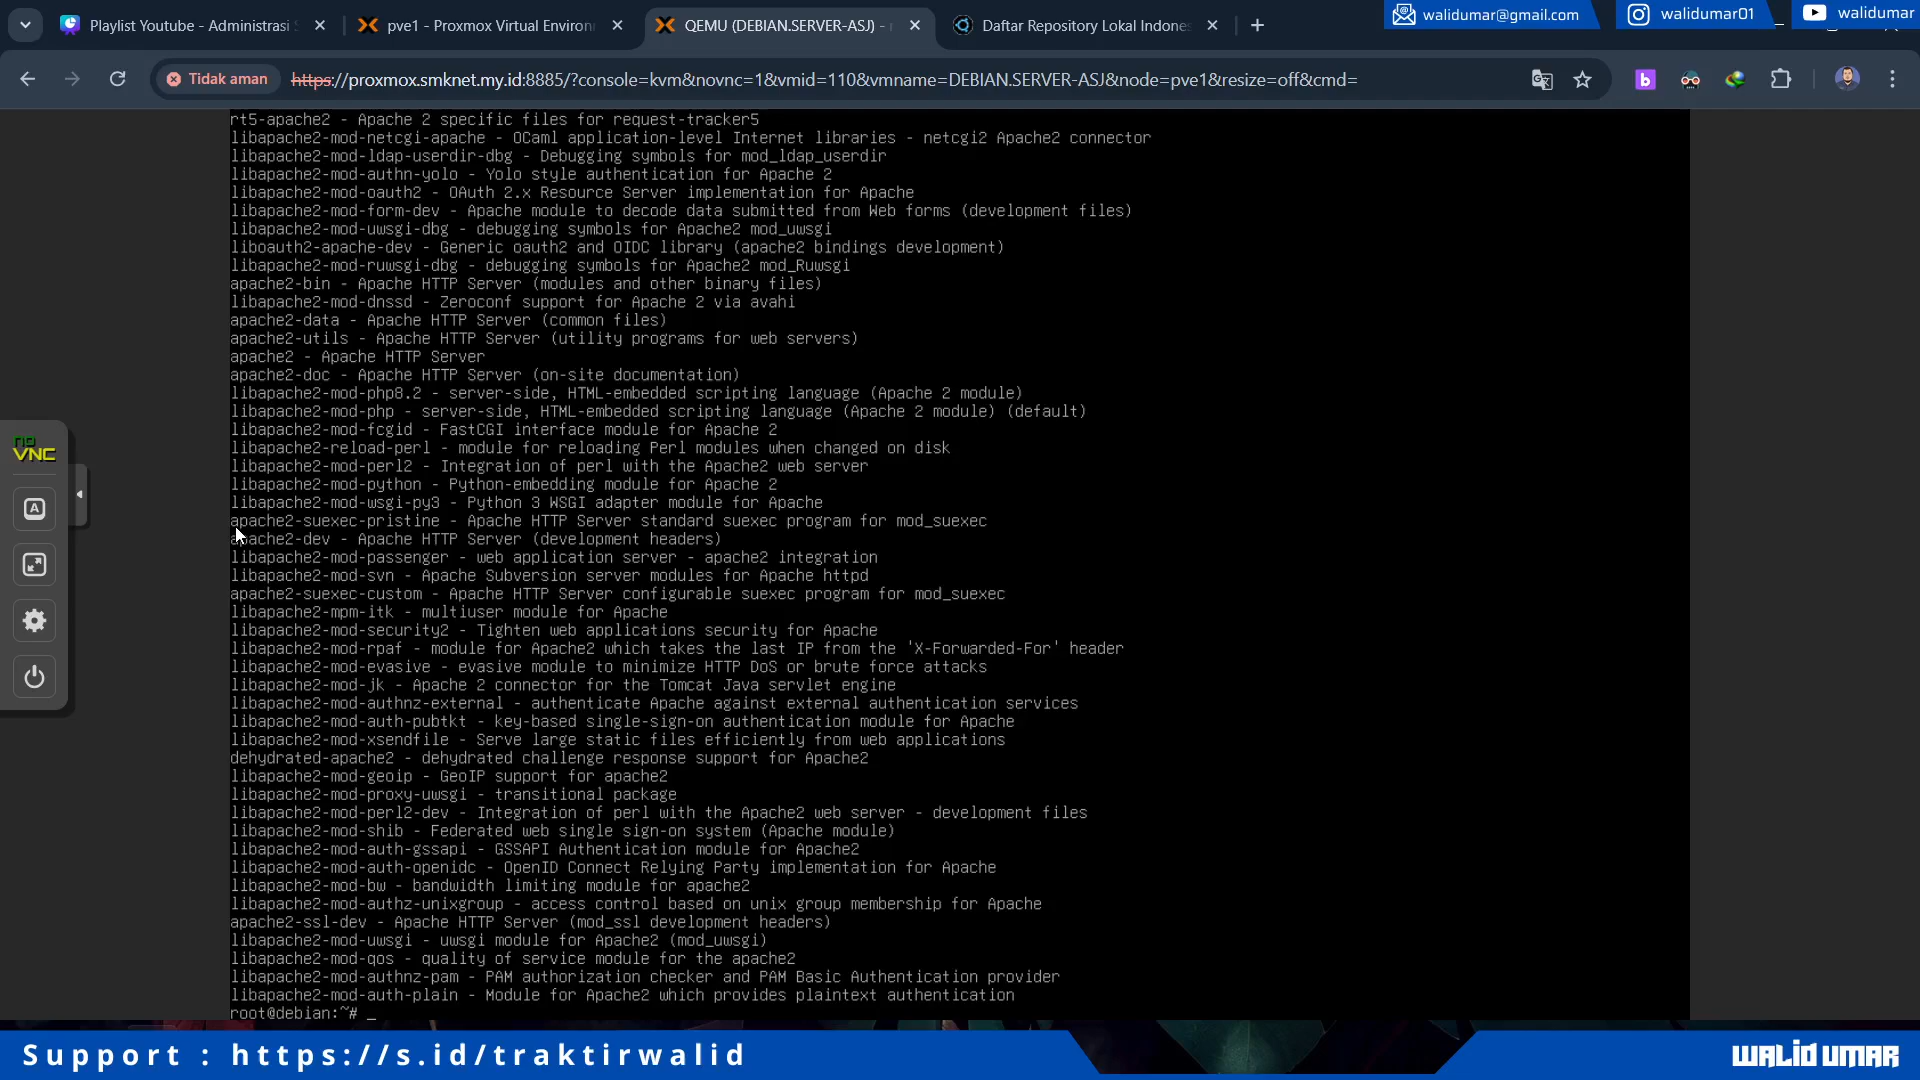 Playlist Youtube - Administrasi S
pve1 - Proxmox Virtual Environ
QEMU (DEBIAN.SERVER-ASJ) -
Daftar Repository Lokal Indones
walidumar@gmail.com
walidumar01
walidumar
Tidak aman
https://proxmox.smknet.my.id:8885/?console=kvm&novnc=1&vmid=110&vmname=DEBIAN.SERVER-ASJ&node=pve1&resize=off&cmd=
rt5-apache2 - Apache 2 specific files for request-tracker5
libapache2-mod-netcgi-apache - OCaml application-level Internet libraries - netcgi2 Apache2 connector
libapache2-mod-ldap-userdir-dbg - Debugging symbols for mod_ldap_userdir
libapache2-mod-authn-yolo - Yolo style authentication for Apache 2
libapache2-mod-oauth2 - OAuth 2.x Resource Server implementation for Apache
libapache2-mod-form-dev - Apache module to decode data submitted from Web forms (development files)
libapache2-mod-uwsgi-dbg - debugging symbols for Apache2 mod_uwsgi
liboauth2-apache-dev - Generic oauth2 and OIDC library (apache2 bindings development)
libapache2-mod-ruwsgi-dbg - debugging symbols for Apache2 mod_Ruwsgi
apache2-bin - Apache HTTP Server (modules and other binary files)
libapache2-mod-dnssd - Zeroconf support for Apache 2 via avahi
apache2-data - Apache HTTP Server (common files)
apache2-utils - Apache HTTP Server (utility programs for web servers)
apache2 - Apache HTTP Server
apache2-doc - Apache HTTP Server (on-site documentation)
libapache2-mod-php8.2 - server-side, HTML-embedded scripting language (Apache 2 module)
libapache2-mod-php - server-side, HTML-embedded scripting language (Apache 2 module) (default)
libapache2-mod-fcgid - FastCGI interface module for Apache 2
libapache2-reload-perl - module for reloading Perl modules when changed on disk
libapache2-mod-perl2 - Integration of perl with the Apache2 web server
libapache2-mod-python - Python-embedding module for Apache 2
libapache2-mod-wsgi-py3 - Python 3 WSGI adapter module for Apache
apache2-suexec-pristine - Apache HTTP Server standard suexec program for mod_suexec
apache2-dev - Apache HTTP Server (development headers)
libapache2-mod-passenger - web application server - apache2 integration
libapache2-mod-svn - Apache Subversion server modules for Apache httpd
apache2-suexec-custom - Apache HTTP Server configurable suexec program for mod_suexec
libapache2-mpm-itk - multiuser module for Apache
libapache2-mod-security2 - Tighten web applications security for Apache
libapache2-mod-rpaf - module for Apache2 which takes the last IP from the 'X-Forwarded-For' header
libapache2-mod-evasive - evasive module to minimize HTTP DoS or brute force attacks
libapache2-mod-jk - Apache 2 connector for the Tomcat Java servlet engine
libapache2-mod-authnz-external - authenticate Apache against external authentication services
libapache2-mod-auth-pubtkt - key-based single-sign-on authentication module for Apache
libapache2-mod-xsendfile - Serve large static files efficiently from web applications
dehydrated-apache2 - dehydrated challenge response support for Apache2
libapache2-mod-geoip - GeoIP support for apache2
libapache2-mod-proxy-uwsgi - transitional package
libapache2-mod-perl2-dev - Integration of perl with the Apache2 web server - development files
libapache2-mod-shib - Federated web single sign-on system (Apache module)
libapache2-mod-auth-gssapi - GSSAPI Authentication module for Apache2
libapache2-mod-auth-openidc - OpenID Connect Relying Party implementation for Apache
libapache2-mod-bw - bandwidth limiting module for apache2
libapache2-mod-authz-unixgroup - access control based on unix group membership for Apache
apache2-ssl-dev - Apache HTTP Server (mod_ssl development headers)
libapache2-mod-uwsgi - uwsgi module for Apache2 (mod_uwsgi)
libapache2-mod-qos - quality of service module for the apache2
libapache2-mod-authnz-pam - PAM authorization checker and PAM Basic Authentication provider
libapache2-mod-auth-plain - Module for Apache2 which provides plaintext authentication
root@debian:~# _
no
VNC
A
Support : https://s.id/traktirwalid
WALID UMAR